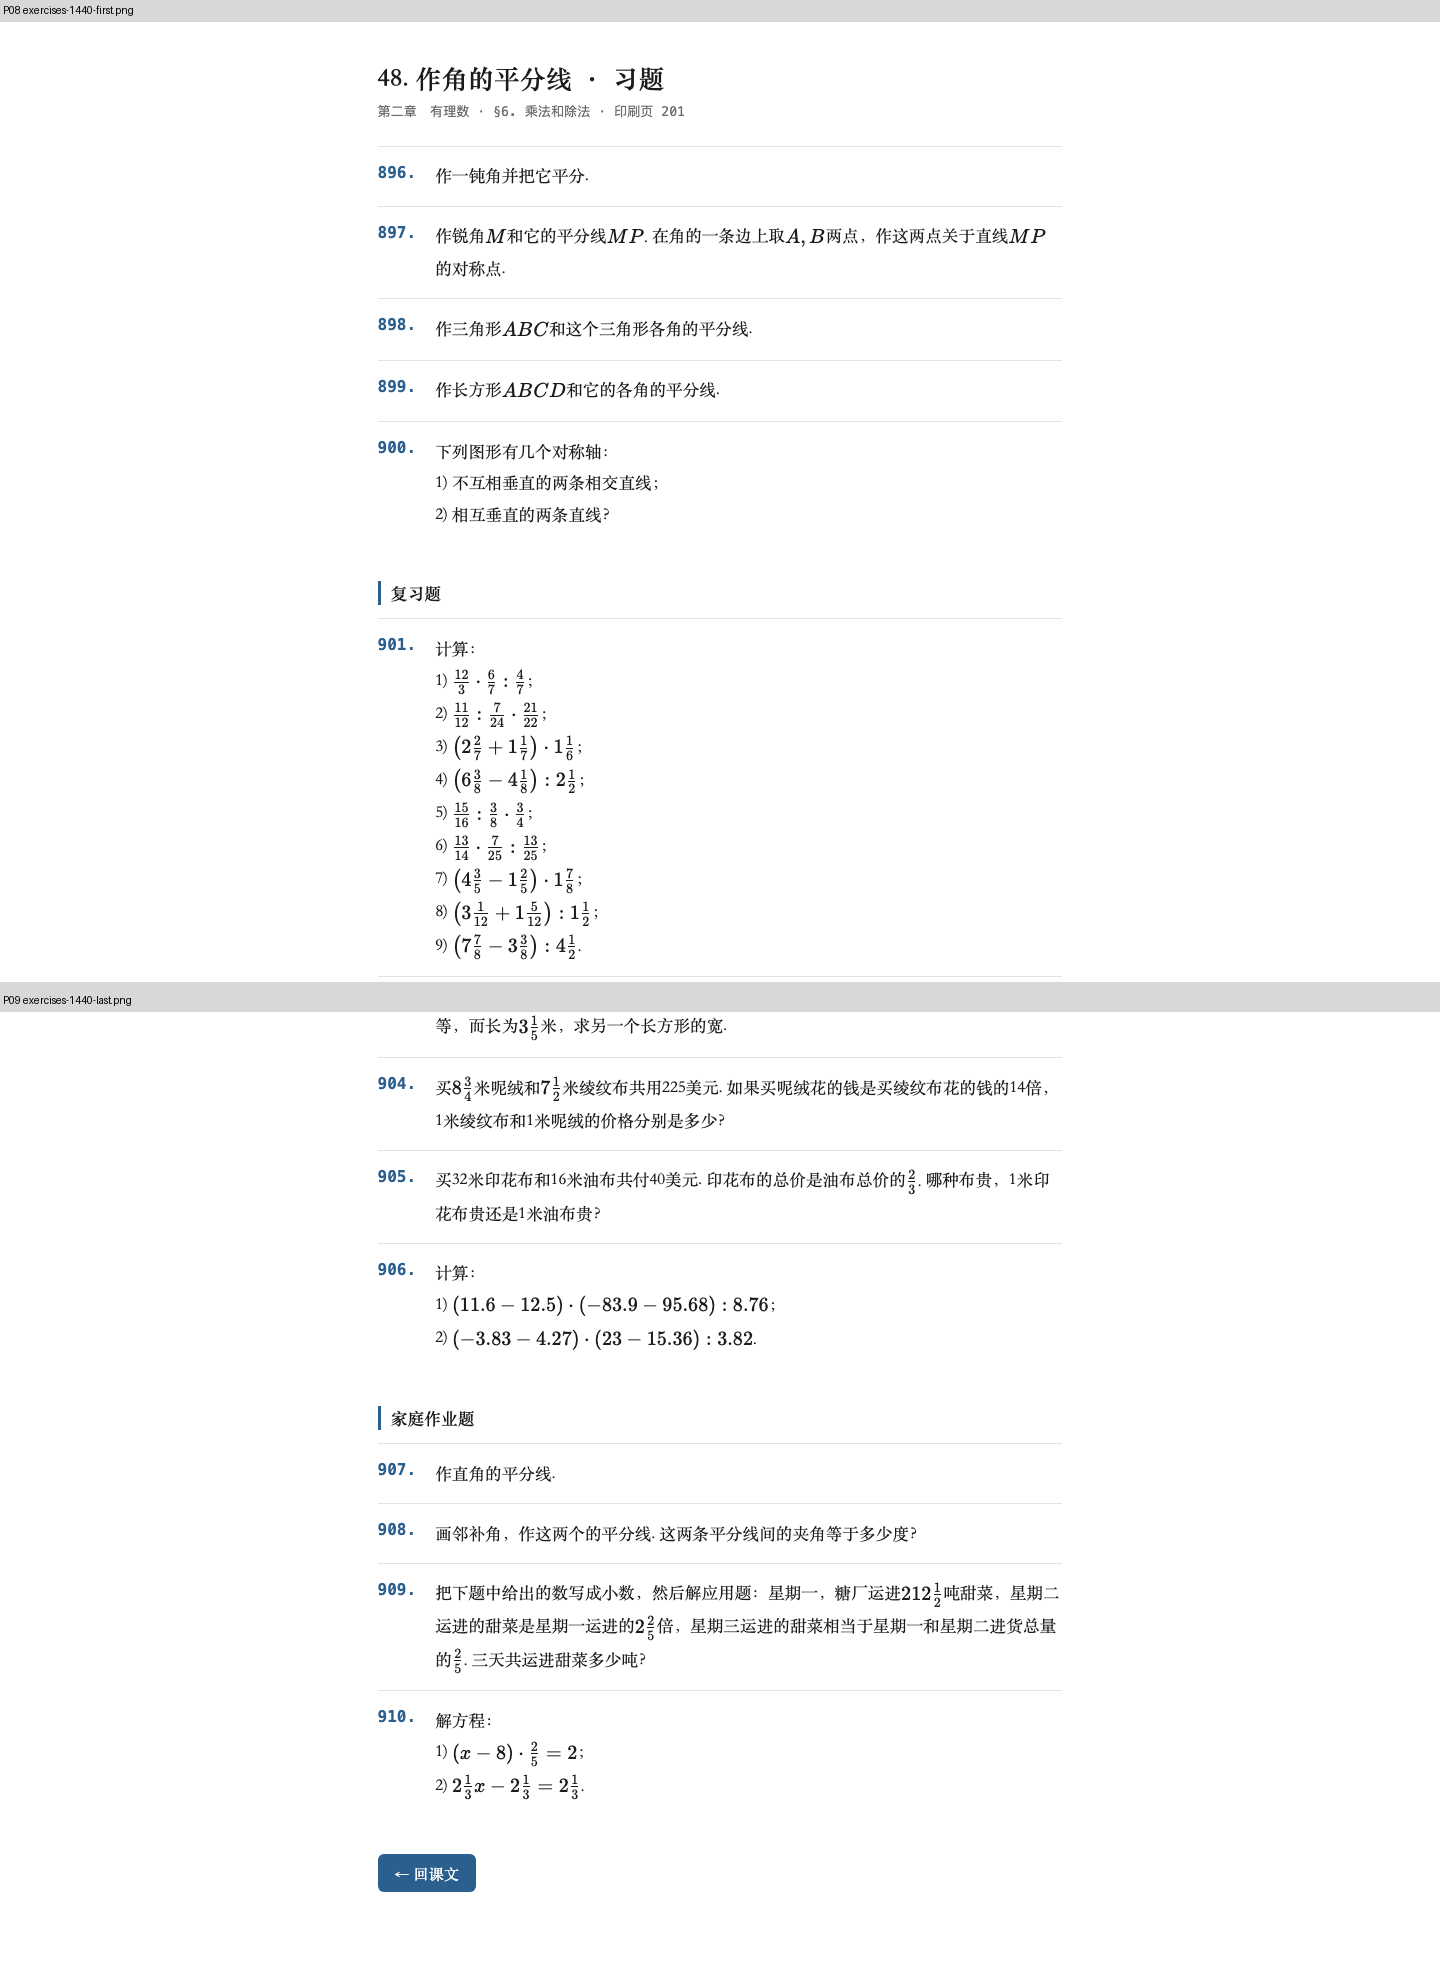 P08 exercises-1440-first.png
48. 作角的平分线 · 习题
第二章 有理数 · §6. 乘法和除法 · 印刷页 201
896. 作一钝角并把它平分.
897. 作锐角M和它的平分线MP. 在角的一条边上取A, B两点，作这两点关于直线MP
的对称点.
898. 作三角形ABC和这个三角形各角的平分线.
899. 作长方形ABCD和它的各角的平分线.
900. 下列图形有几个对称轴：
1) 不互相垂直的两条相交直线；
2) 相互垂直的两条直线？
复习题
901. 计算：
1) 12/3 · 6/7 : 4/7；
2) 11/12 : 7/24 · 21/22；
3) (2 2/7 + 1 1/7) · 1 1/6；
4) (6 3/8 − 4 1/8) : 2 1/2；
5) 15/16 : 3/8 · 3/4；
6) 13/14 · 7/25 : 13/25；
7) (4 3/5 − 1 2/5) · 1 7/8；
8) (3 1/12 + 1 5/12) : 1 1/2；
9) (7 7/8 − 3 3/8) : 4 1/2.
P09 exercises-1440-last.png
等，而长为3 1/5米，求另一个长方形的宽.
904. 买8 3/4米呢绒和7 1/2米绫纹布共用225美元. 如果买呢绒花的钱是买绫纹布花的钱的14倍，
1米绫纹布和1米呢绒的价格分别是多少？
905. 买32米印花布和16米油布共付40美元. 印花布的总价是油布总价的2/3. 哪种布贵，1米印
花布贵还是1米油布贵？
906. 计算：
1) (11.6 − 12.5) · (−83.9 − 95.68) : 8.76；
2) (−3.83 − 4.27) · (23 − 15.36) : 3.82.
家庭作业题
907. 作直角的平分线.
908. 画邻补角，作这两个的平分线. 这两条平分线间的夹角等于多少度？
909. 把下题中给出的数写成小数，然后解应用题：星期一，糖厂运进212 1/2吨甜菜，星期二
运进的甜菜是星期一运进的2 2/5倍，星期三运进的甜菜相当于星期一和星期二进货总量
的2/5. 三天共运进甜菜多少吨？
910. 解方程：
1) (x − 8) · 2/5 = 2；
2) 2 1/3x − 2 1/3 = 2 1/3.
← 回课文